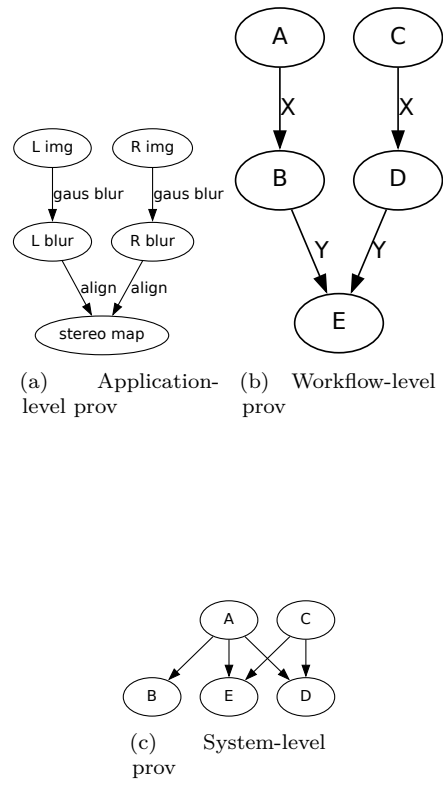 L img
R img
gaus blur
gaus blur
L blur
R blur
align
align
stereo map
(a) Application-
level prov
A
C
X
X
B
D
Y
Y
E
(b) Workflow-level
prov
A
C
B
E
D
(c) System-level
prov